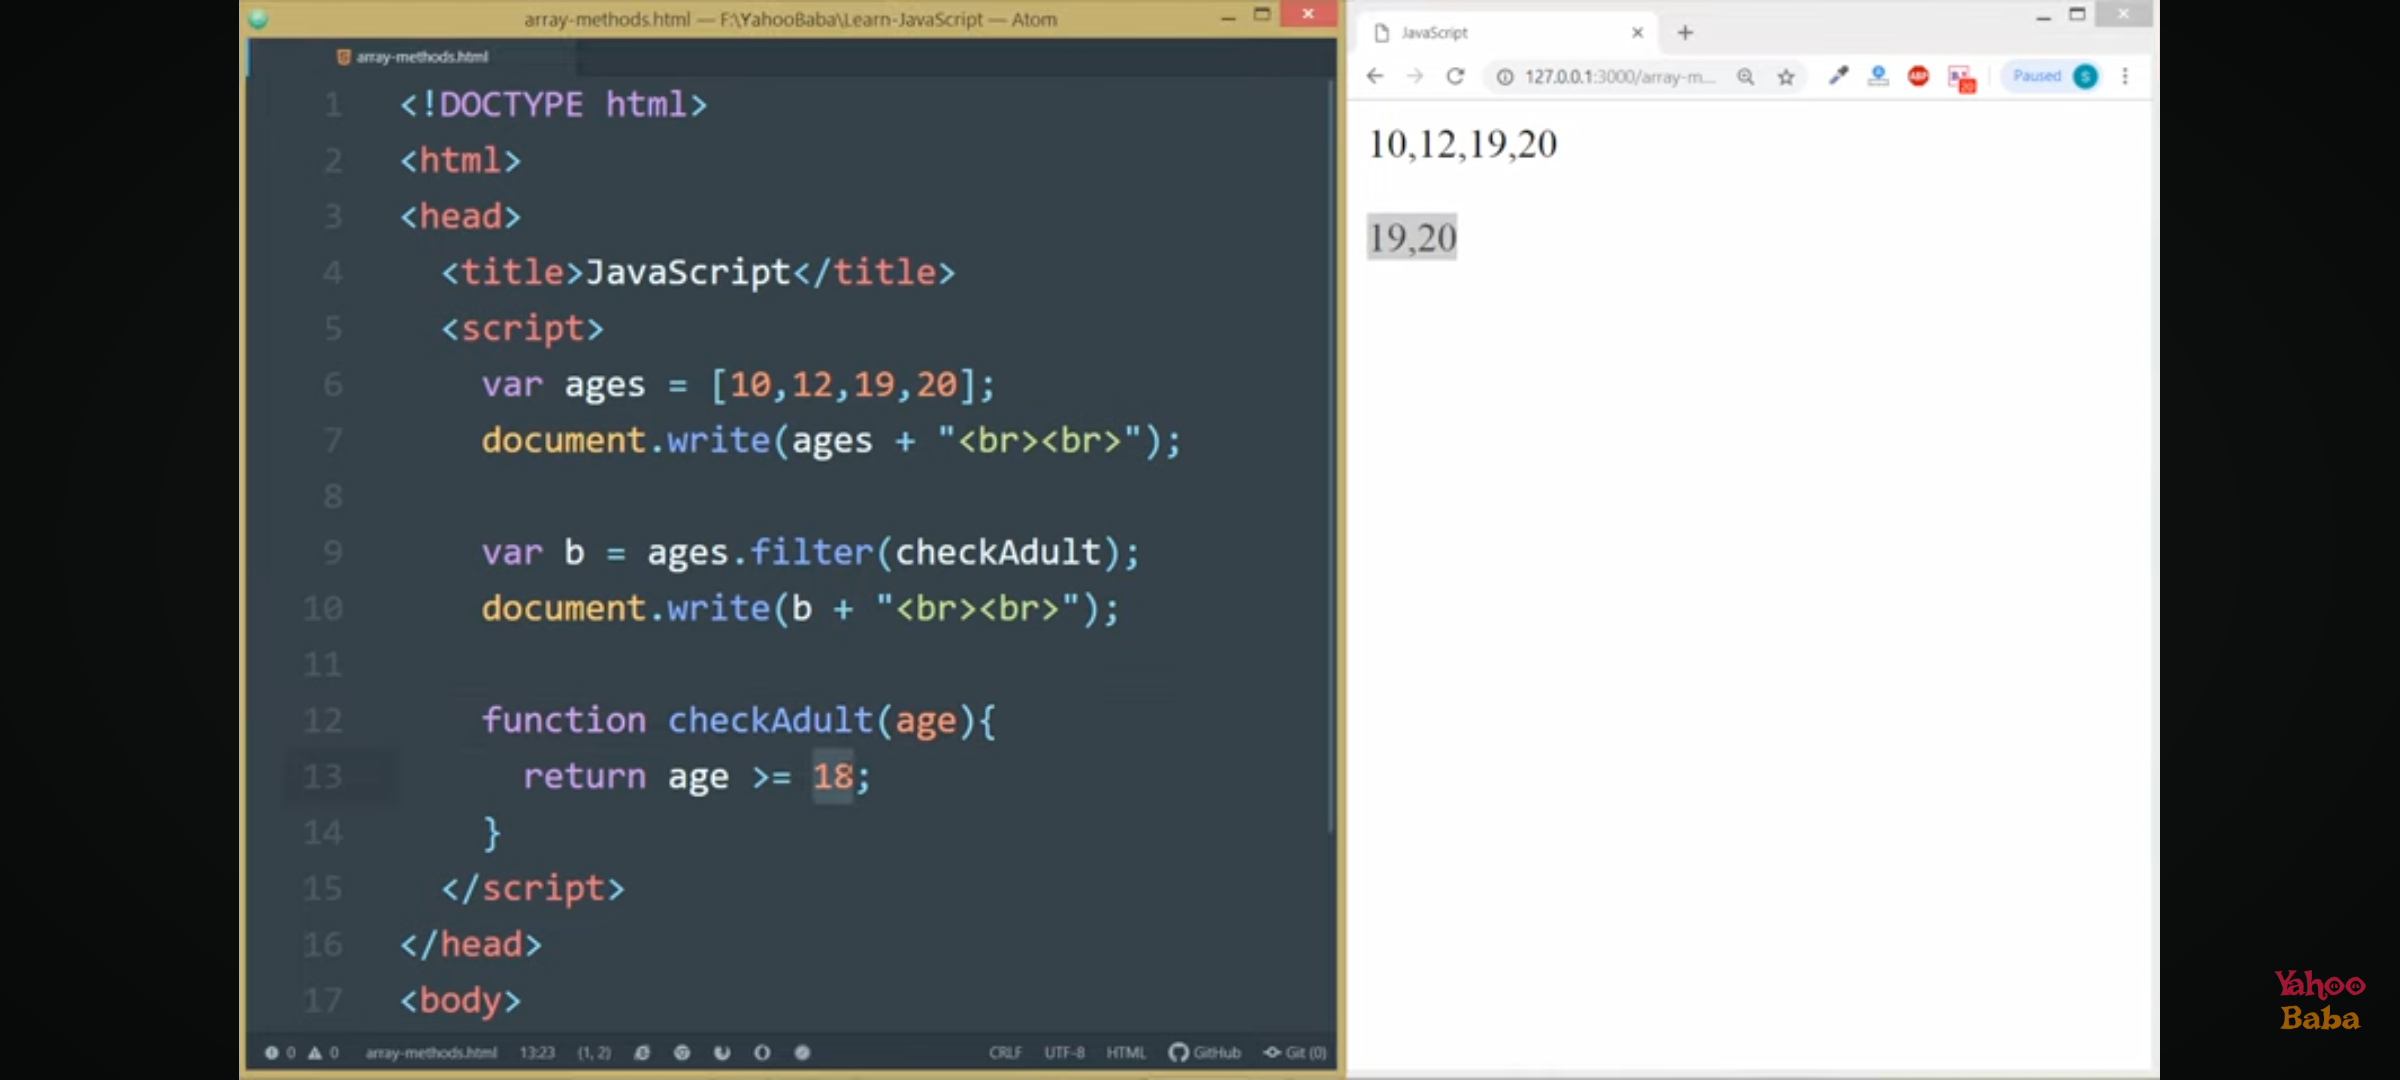 array-methods.html — F:\YahooBaba\Learn-JavaScript — Atom
array-methods.html
1 <!DOCTYPE html>
2 <html>
3 <head>
4 <title>JavaScript</title>
5 <script>
6 var ages = [10,12,19,20];
7 document.write(ages + "<br><br>");
8
9 var b = ages.filter(checkAdult);
10 document.write(b + "<br><br>");
11
12 function checkAdult(age){
13 return age >= 18;
14 }
15 </script>
16 </head>
17 <body>
0 0 array-methods.html 13:23 (1, 2) CRLF UTF-8 HTML GitHub Git (0)
JavaScript
127.0.0.1:3000/array-m... ABP 20 Paused S
10,12,19,20
19,20
Yahoo
Baba